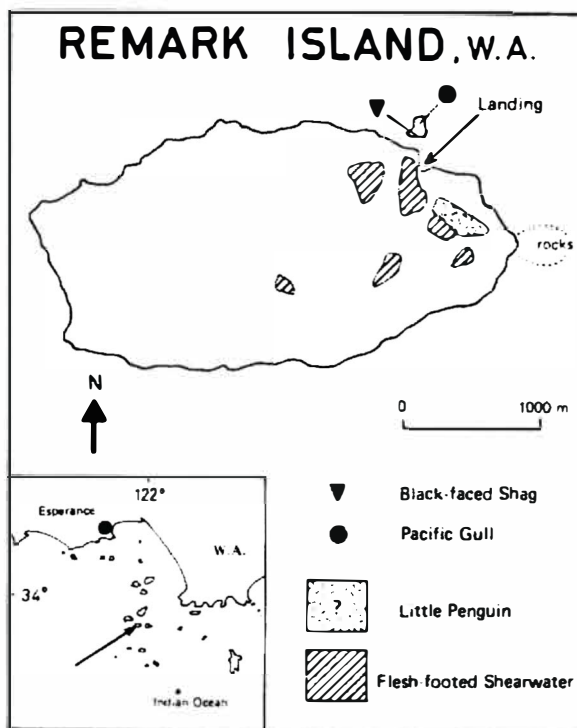 REMARK ISLAND, W.A.
Landing
rocks
N
0 1000 m
Black-faced Shag
Pacific Gull
? Little Penguin
Flesh-footed Shearwater
122°
Esperance
W.A.
34°
Indian Ocean